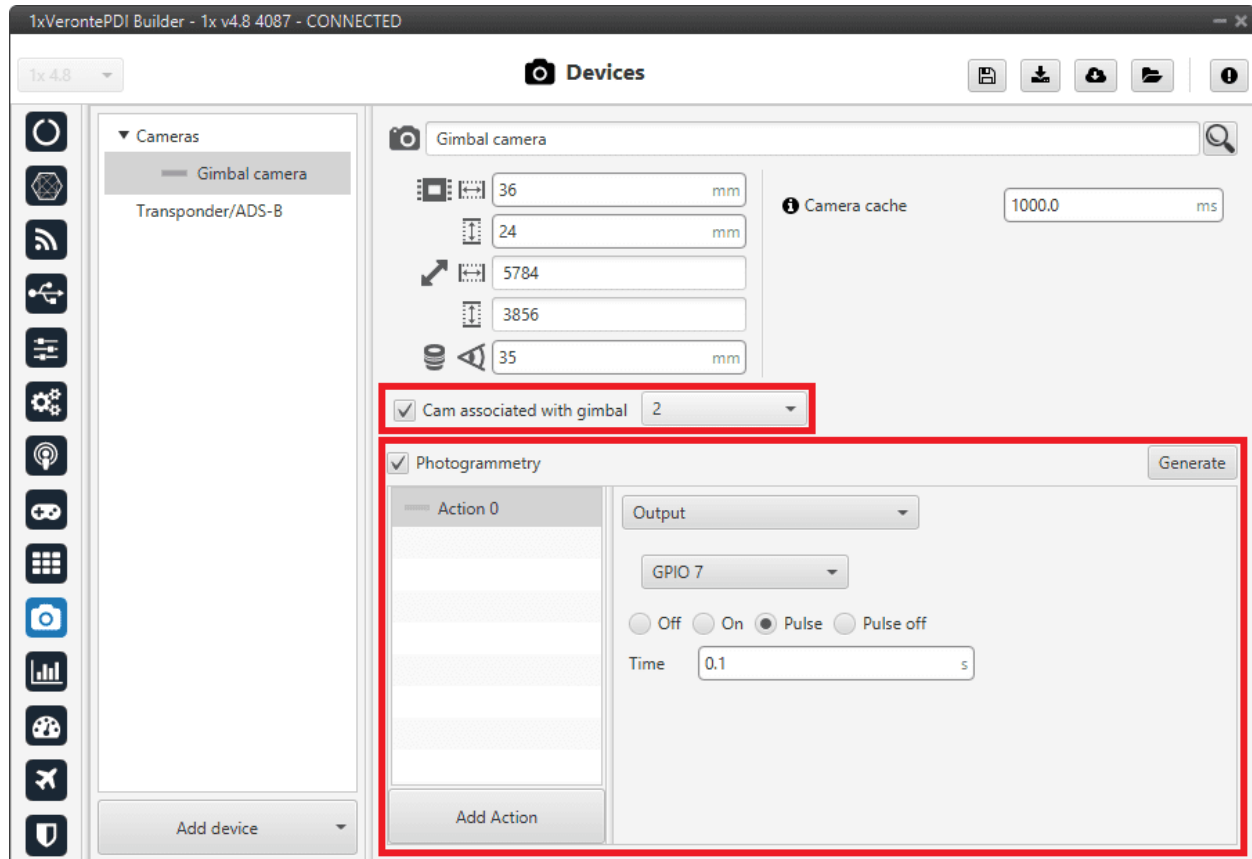 1xVerontePDI Builder - 1x v4.8 4087 - CONNECTED
1x 4.8
Devices
Cameras
Gimbal camera
Transponder/ADS-B
Add device
Gimbal camera
36 mm
24 mm
5784
3856
35 mm
Camera cache 1000.0 ms
Cam associated with gimbal 2
Photogrammetry Generate
Action 0
Add Action
Output
GPIO 7
Off On Pulse Pulse off
Time 0.1 s